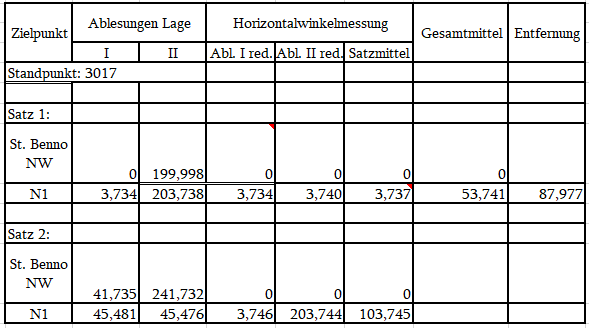 Zielpunkt Ablesungen Lage Horizontalwinkelmessung Gesamtmittel Entfernung
I II Abl. I red. Abl. II red. Satzmittel
Standpunkt: 3017
Satz 1:
St. Benno
NW
0 199,998 0 0 0 0
N1 3,734 203,738 3,734 3,740 3,737 53,741 87,977
Satz 2:
St. Benno
NW
41,735 241,732 0 0 0
N1 45,481 45,476 3,746 203,744 103,745